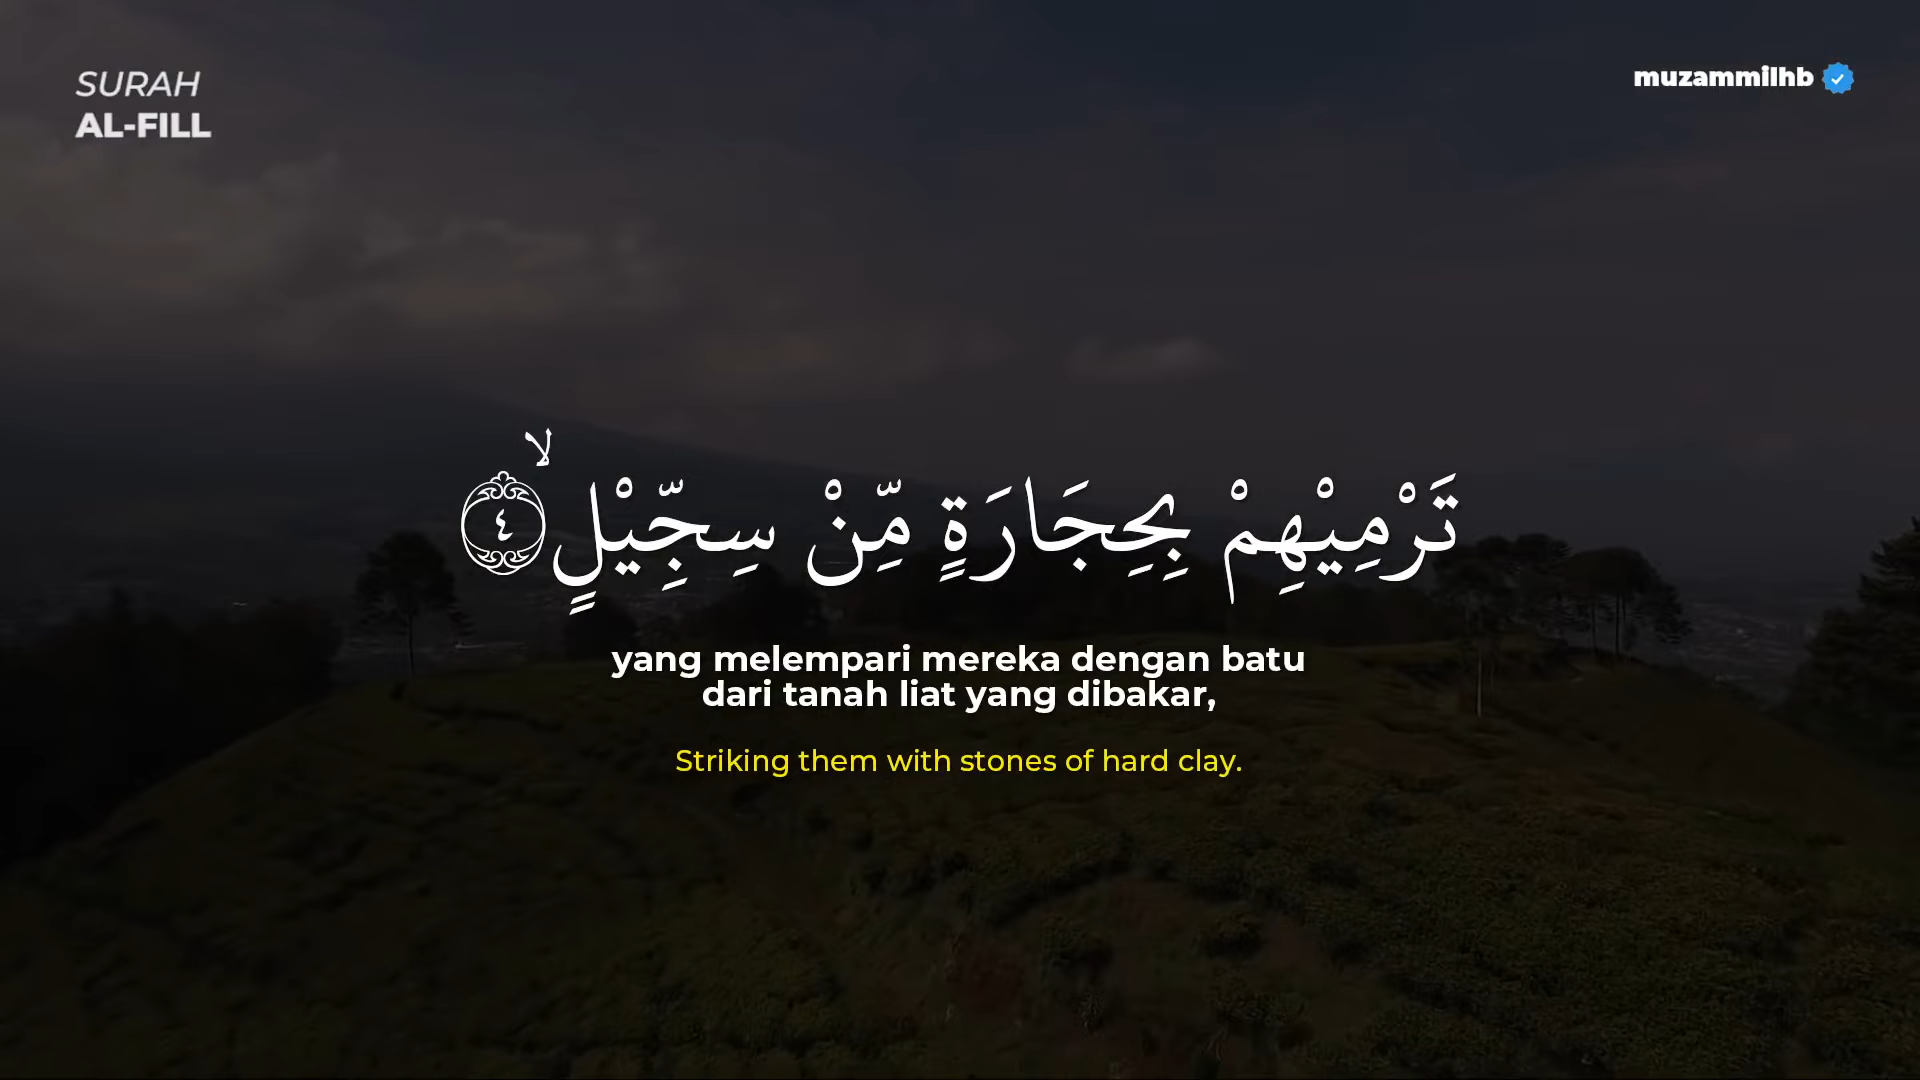 SURAH
AL-FILL
muzammilhb
تَرْمِيْهِمْ بِحِجَارَةٍ مِّنْ سِجِّيْلٍۙ ٤
yang melempari mereka dengan batu
dari tanah liat yang dibakar,
Striking them with stones of hard clay.